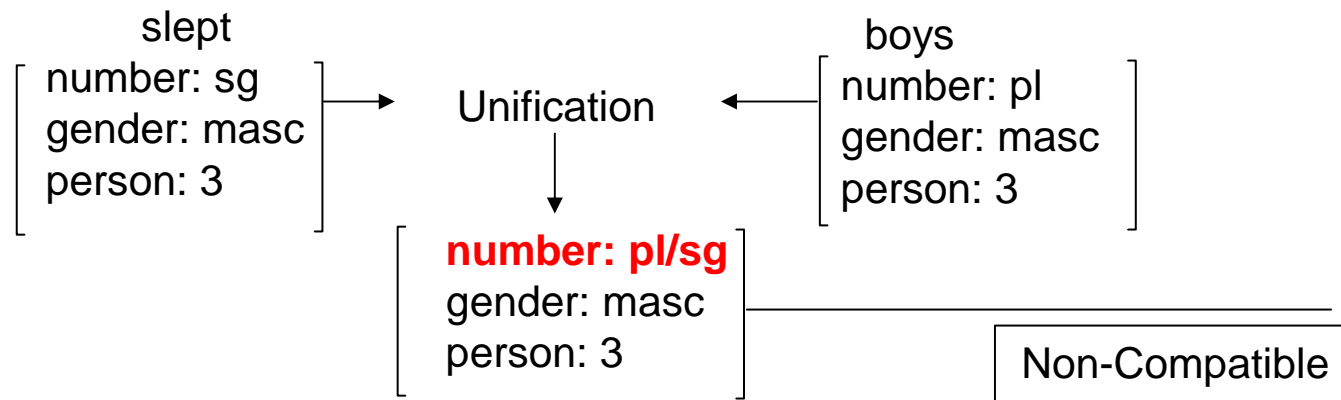 slept
number: sg
gender: masc
person: 3
Unification
boys
number: pl
gender: masc
person: 3
number: pl/sg
gender: masc
person: 3
Non-Compatible